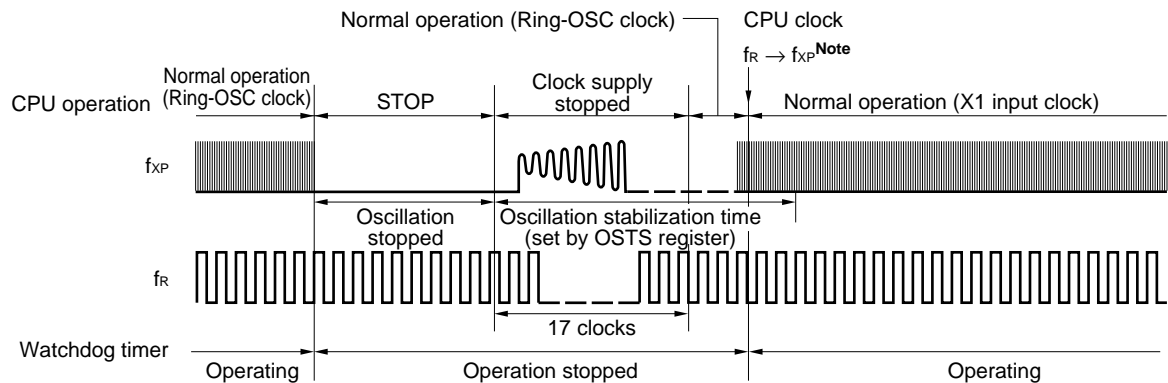 Normal operation (Ring-OSC clock)
CPU clock
fR → fXPNote
Normal operation
(Ring-OSC clock)
CPU operation
STOP
Clock supply
stopped
Normal operation (X1 input clock)
fXP
Oscillation
stopped
Oscillation stabilization time
(set by OSTS register)
fR
17 clocks
Watchdog timer
Operating
Operation stopped
Operating